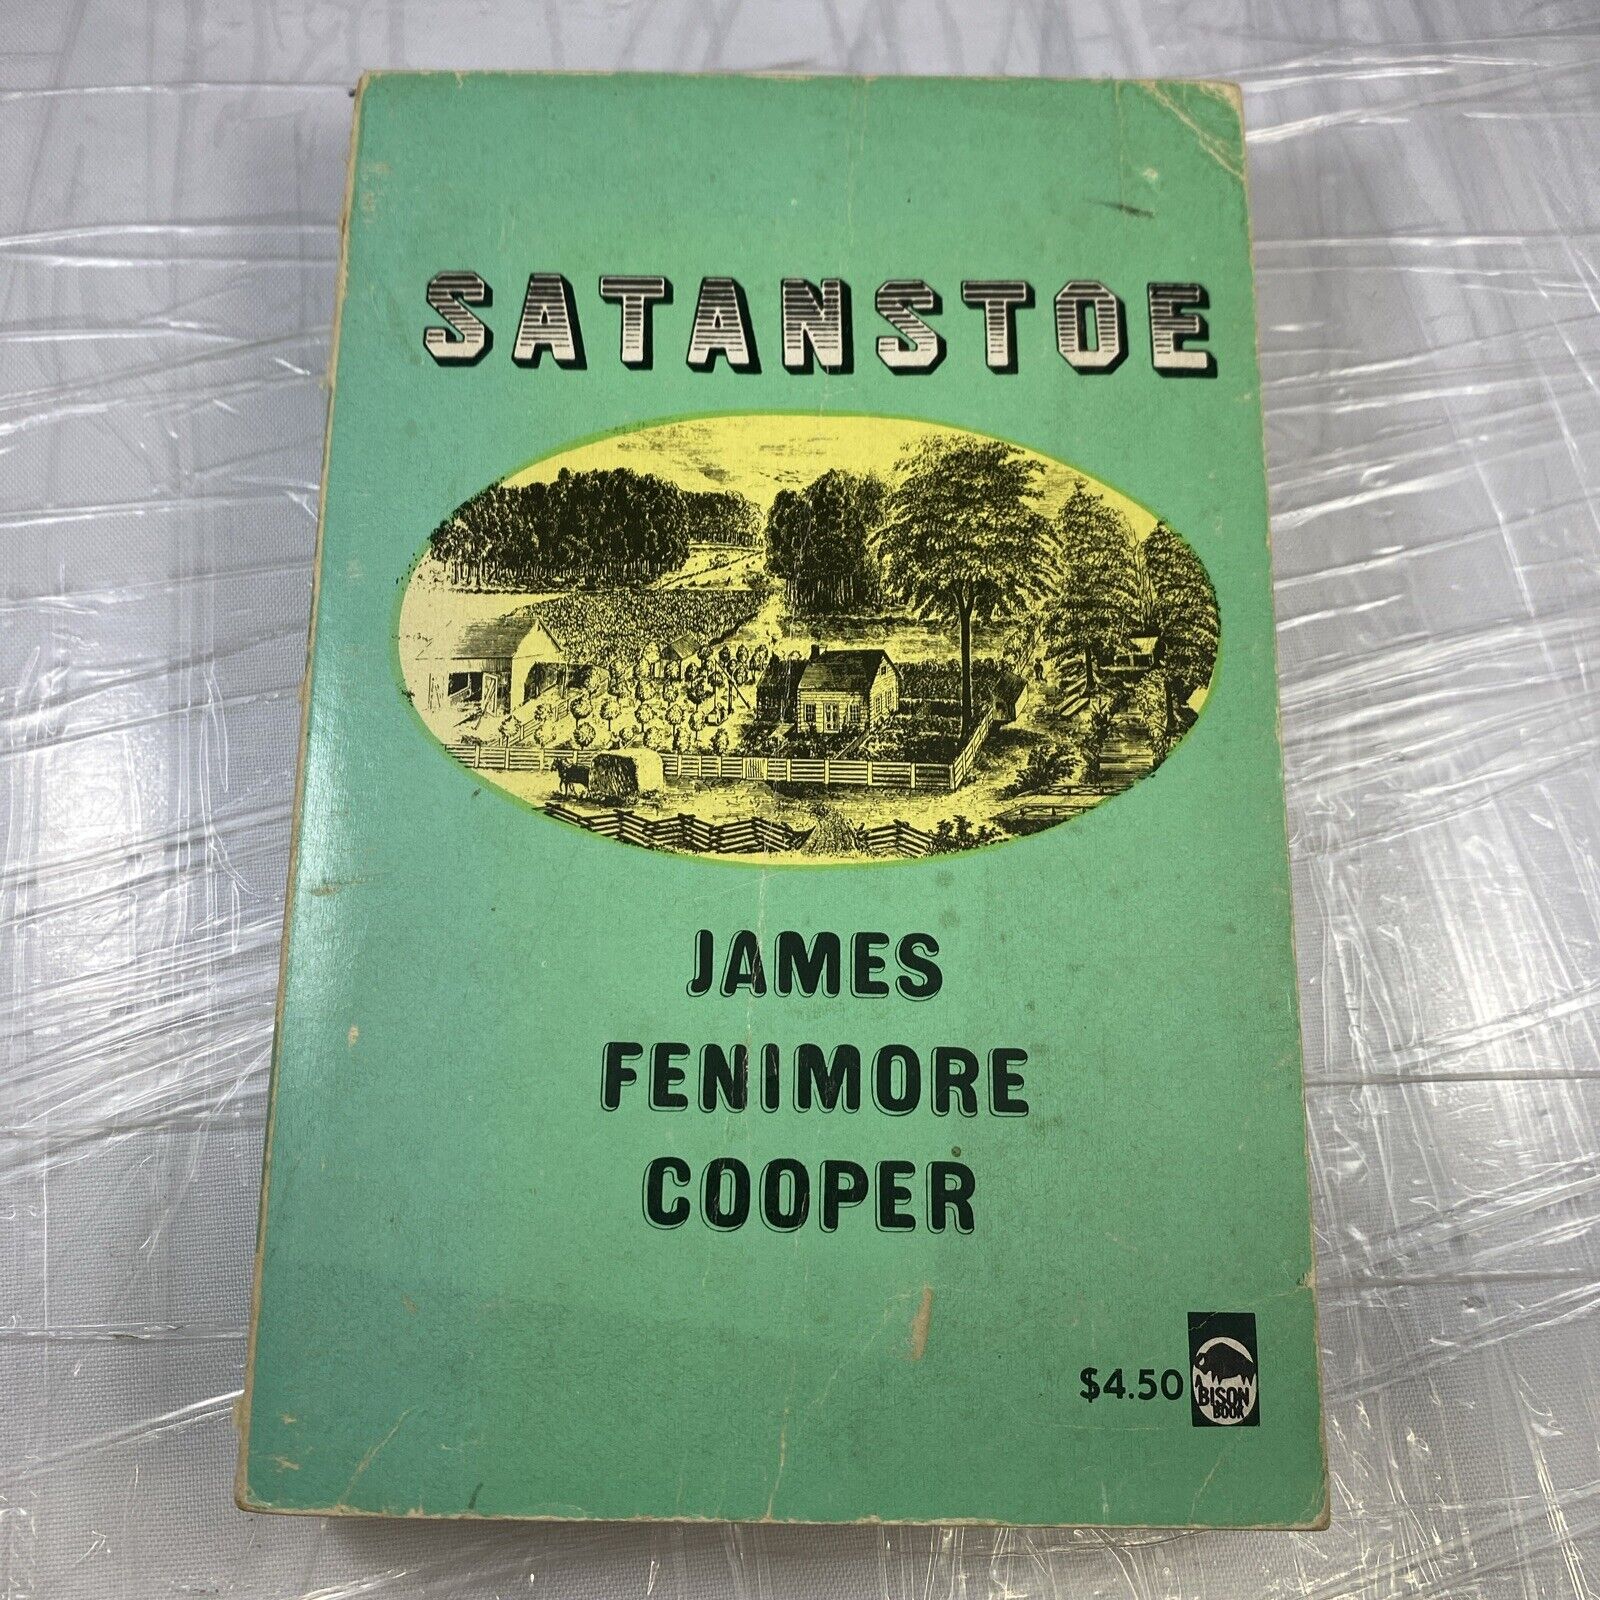 SATANSTOE
JAMES
FENIMORE
COOPER
$4.50
A
BISON
BOOK